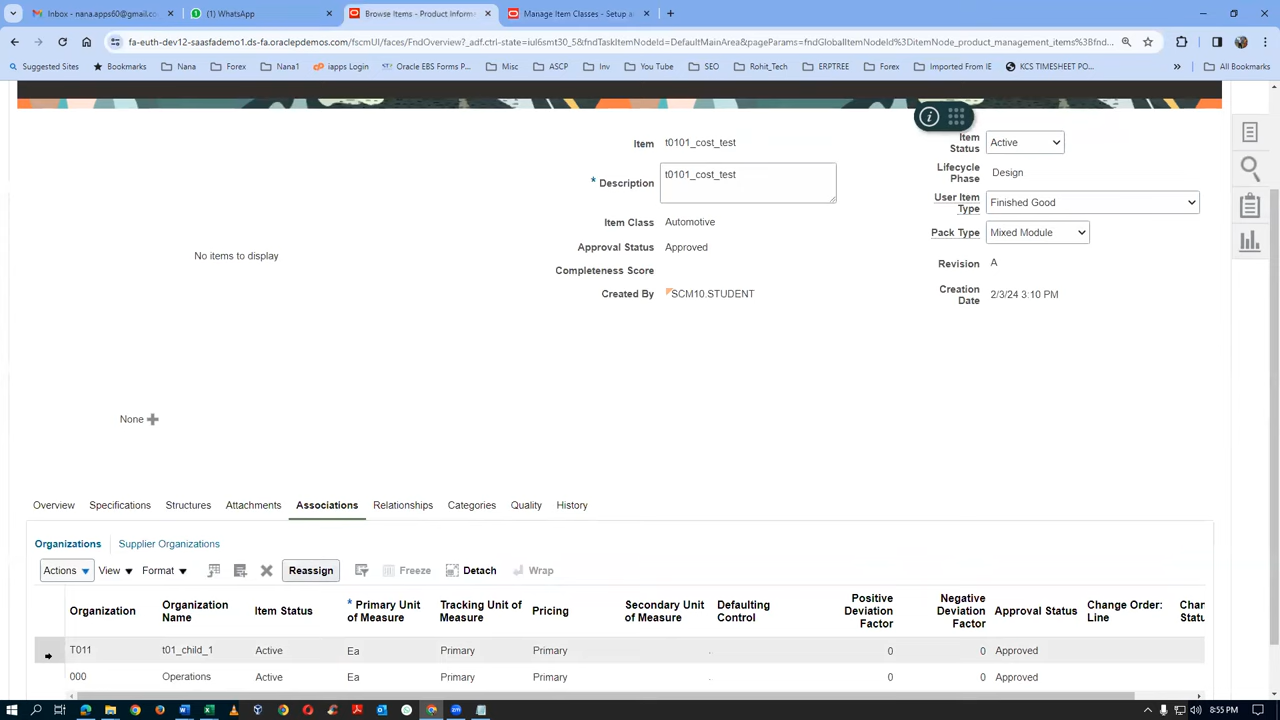 Inbox - nana.apps60@gmail.co
(1) WhatsApp
Browse Items - Product Inform
Manage Item Classes - Setup a
fa-euth-dev12-saasfademo1.ds-fa.oraclepdemos.com/fscmUI/faces/FndOverview?_adf.ctrl-state=iul6smt30_5&fndTaskItemNodeId=DefaultMainArea&pageParams=fndGlobalItemNodeId%3DitemNode_product_management_items%3Bfnd...
Suggested Sites
Bookmarks
Nana
Forex
Nana1
iapps Login
Oracle EBS Forms P...
Misc
ASCP
Inv
You Tube
SEO
Rohit_Tech
ERPTREE
Forex
Imported From IE
KCS TIMESHEET PO...
»
All Bookmarks
Item t0101_cost_test
* Description t0101_cost_test
Item Class Automotive
Approval Status Approved
Completeness Score
Created By SCM10.STUDENT
Item Status Active
Lifecycle Phase Design
User Item Type Finished Good
Pack Type Mixed Module
Revision A
Creation Date 2/3/24 3:10 PM
No items to display
None
Overview Specifications Structures Attachments Associations Relationships Categories Quality History
Organizations Supplier Organizations
Actions View Format Reassign Freeze Detach Wrap
Organization
Organization Name
Item Status
* Primary Unit of Measure
Tracking Unit of Measure
Pricing
Secondary Unit of Measure
Defaulting Control
Positive Deviation Factor
Negative Deviation Factor
Approval Status
Change Order: Line
T011 t01_child_1 Active Ea Primary Primary 0 0 Approved
000 Operations Active Ea Primary Primary 0 0 Approved
8:55 PM